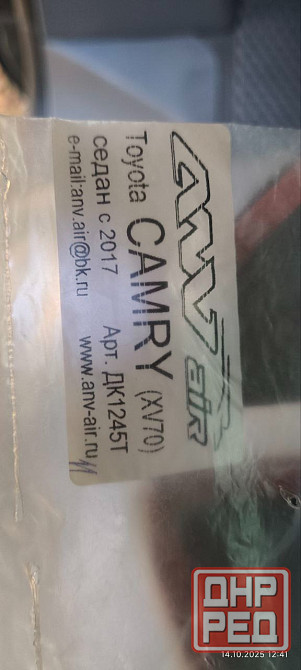 ANV air
Toyota CAMRY (XV70)
седан с 2017 Арт. ДК1245Т
e-mail:anv.air@bk.ru www.anv-air.ru
ДНР
РЕД
14.10.2025 12:41